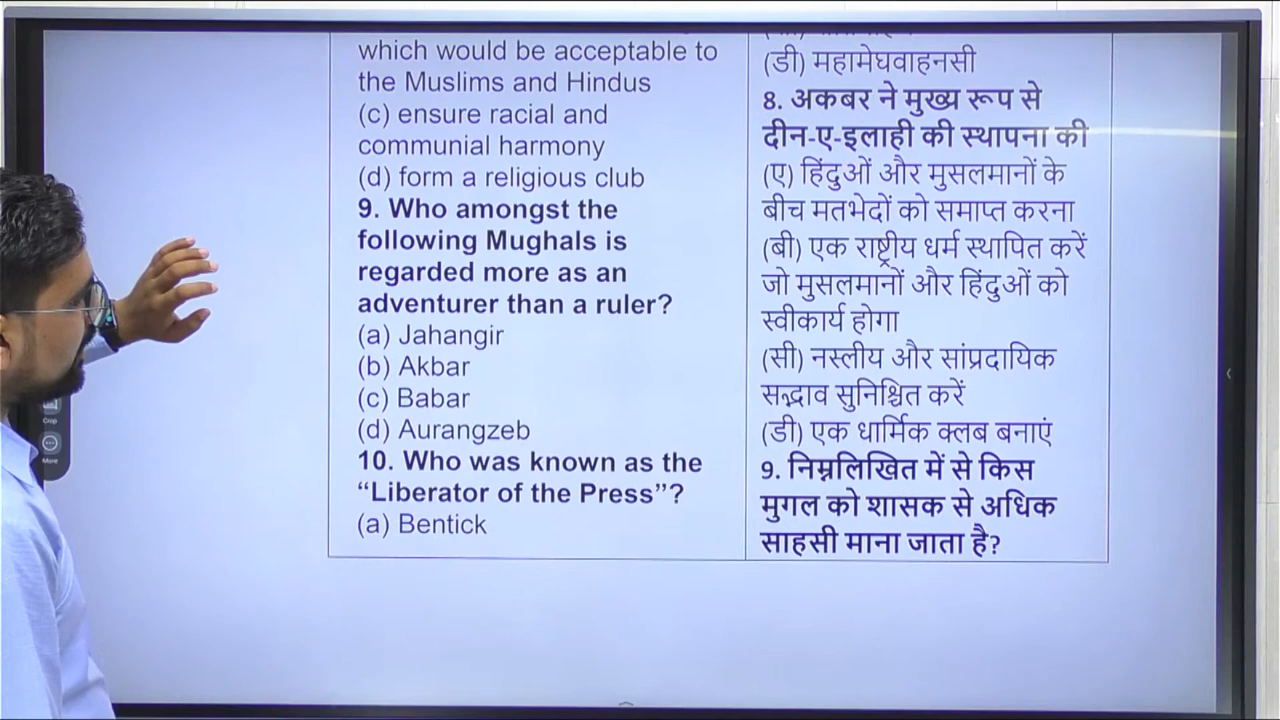 which would be acceptable to
the Muslims and Hindus
(c) ensure racial and
communial harmony
(d) form a religious club
9. Who amongst the
following Mughals is
regarded more as an
adventurer than a ruler?
(a) Jahangir
(b) Akbar
(c) Babar
(d) Aurangzeb
10. Who was known as the
“Liberator of the Press”?
(a) Bentick
(डी) महामेघवाहनसी
8. अकबर ने मुख्य रूप से
दीन-ए-इलाही की स्थापना की
(ए) हिंदुओं और मुसलमानों के
बीच मतभेदों को समाप्त करना
(बी) एक राष्ट्रीय धर्म स्थापित करें
जो मुसलमानों और हिंदुओं को
स्वीकार्य होगा
(सी) नस्लीय और सांप्रदायिक
सद्भाव सुनिश्चित करें
(डी) एक धार्मिक क्लब बनाएं
9. निम्नलिखित में से किस
मुगल को शासक से अधिक
साहसी माना जाता है?
Crop
More